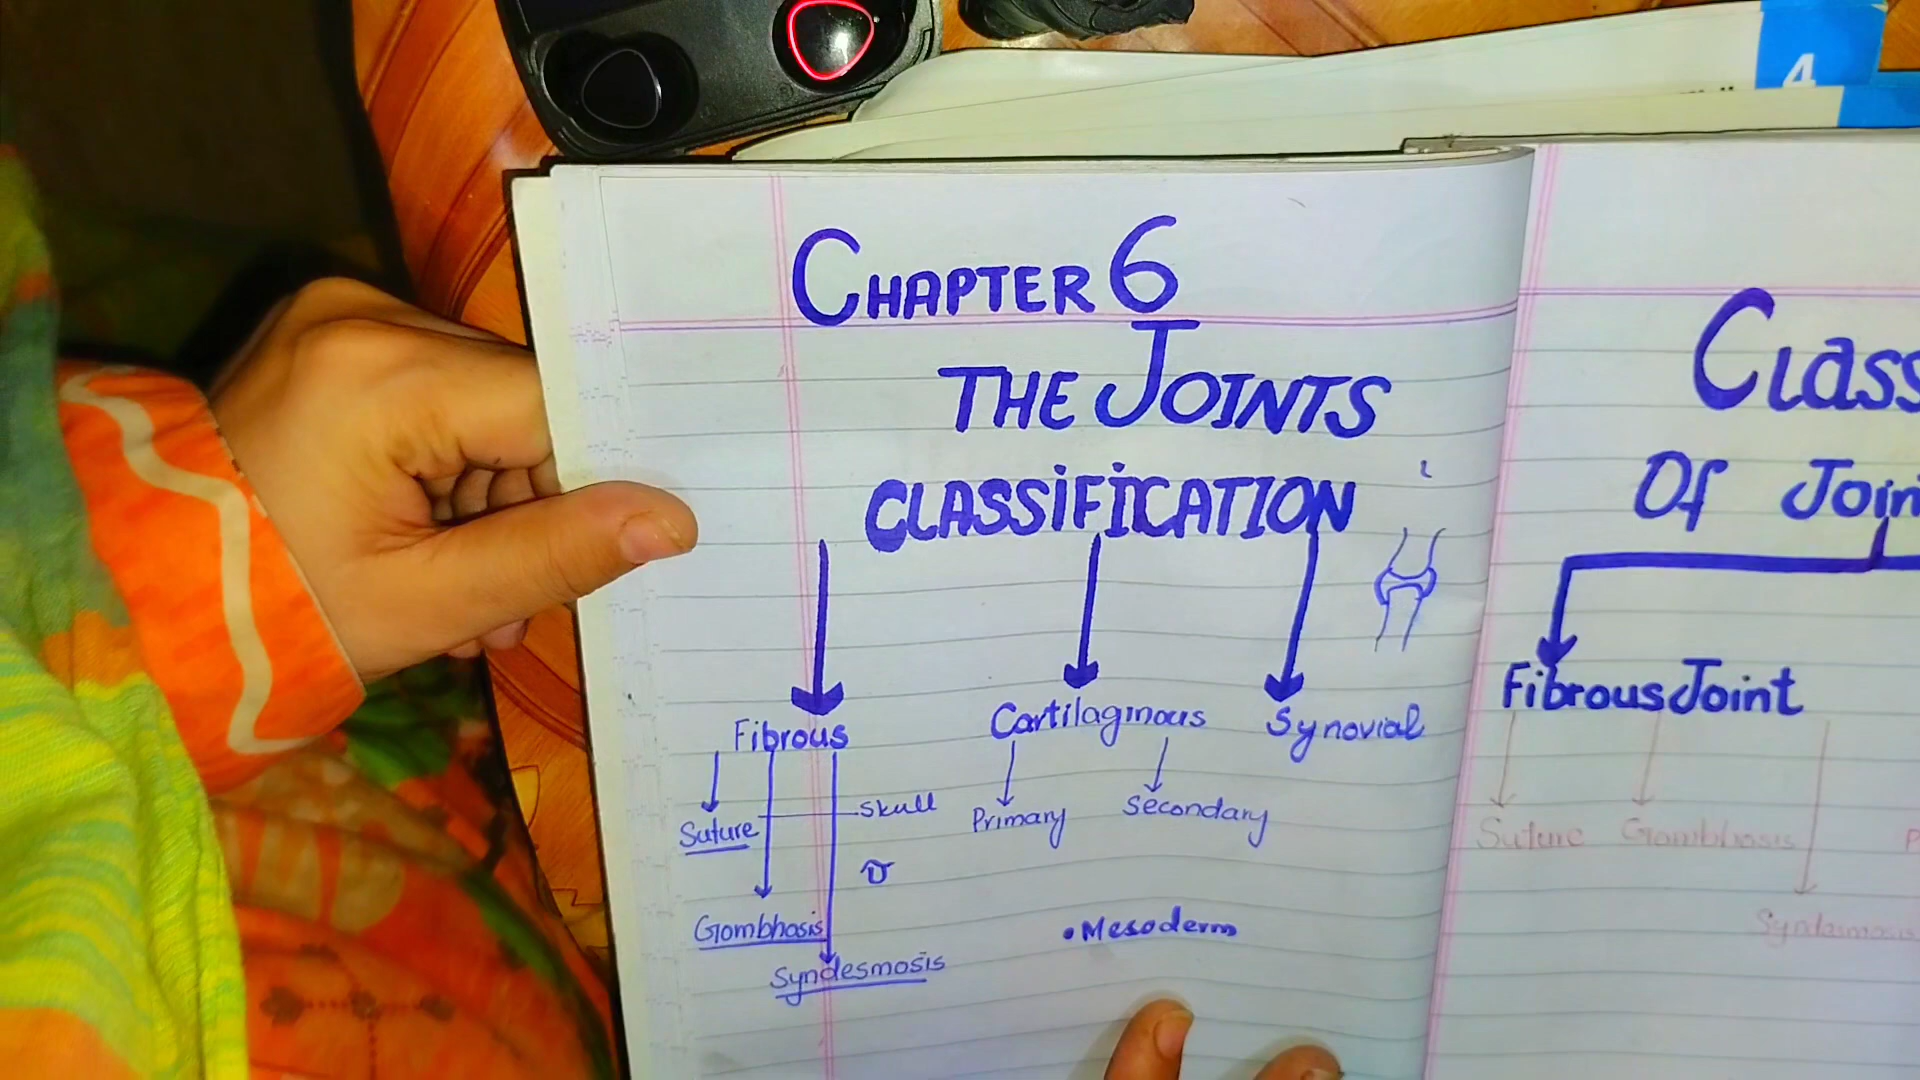 4
CHAPTER 6
THE JOINTS
CLASSiFiCATION
Fibrous
Cartilaginous
Synovial
Suture
Skull
Primary
Secondary
Gombhosis
Syndesmosis
• Mesoderm
Class
Of Join
Fibrous Joint
Suture
Gombhosis
Syndesmosis
P